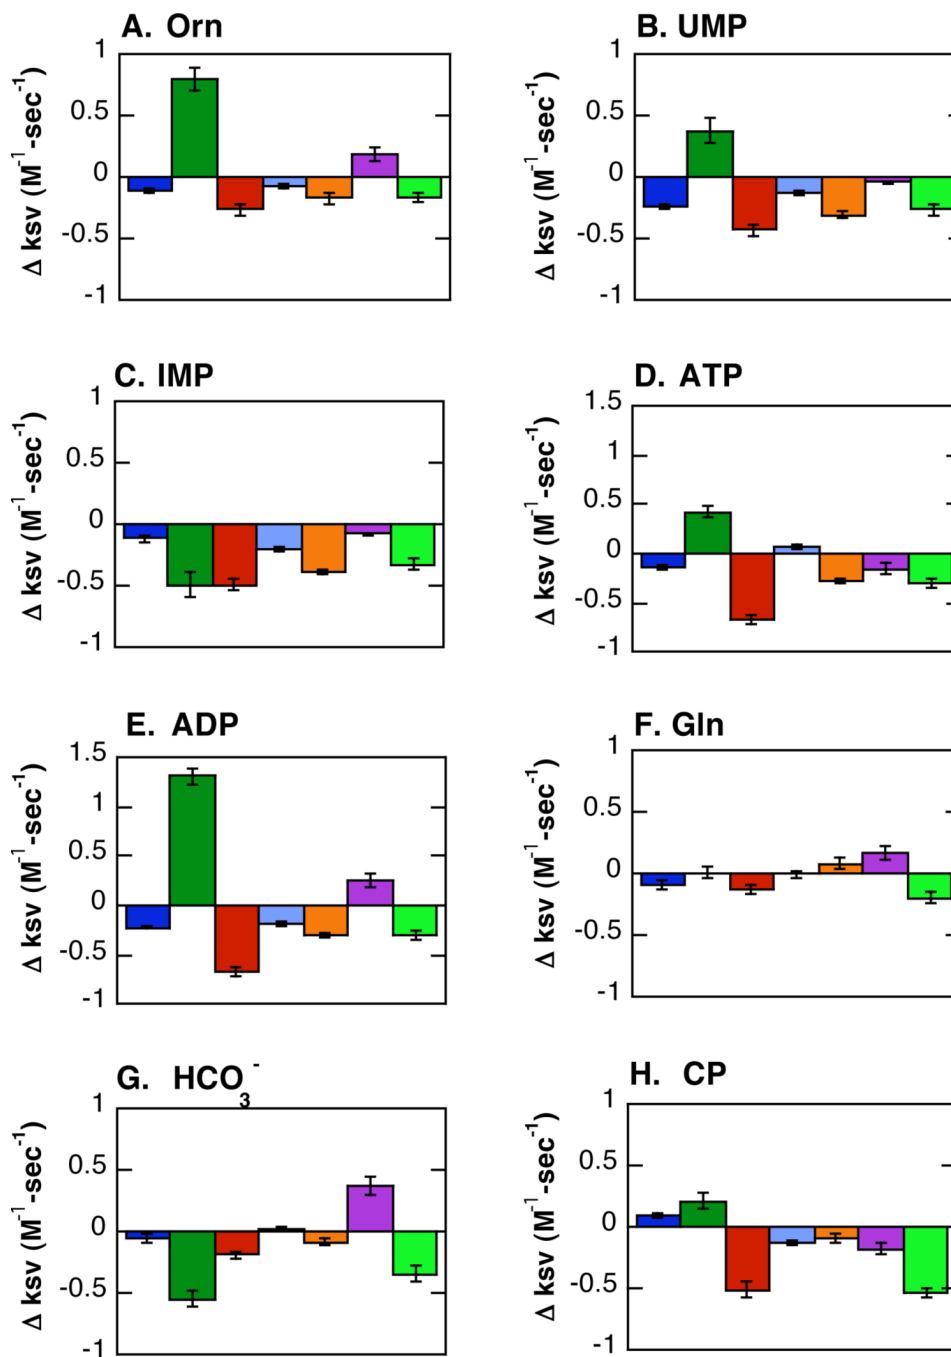 A. Orn
1
0.5
0
-0.5
-1
Δ ksv (M⁻¹-sec⁻¹)
B. UMP
1
0.5
0
-0.5
-1
Δ ksv (M⁻¹-sec⁻¹)
C. IMP
1
0.5
0
-0.5
-1
Δ ksv (M⁻¹-sec⁻¹)
D. ATP
1.5
1
0.5
0
-0.5
-1
Δ ksv (M⁻¹-sec⁻¹)
E. ADP
1.5
1
0.5
0
-0.5
-1
Δ ksv (M⁻¹-sec⁻¹)
F. Gln
1
0.5
0
-0.5
-1
Δ ksv (M⁻¹-sec⁻¹)
G. HCO₃⁻
1
0.5
0
-0.5
-1
Δ ksv (M⁻¹-sec⁻¹)
H. CP
1
0.5
0
-0.5
-1
Δ ksv (M⁻¹-sec⁻¹)